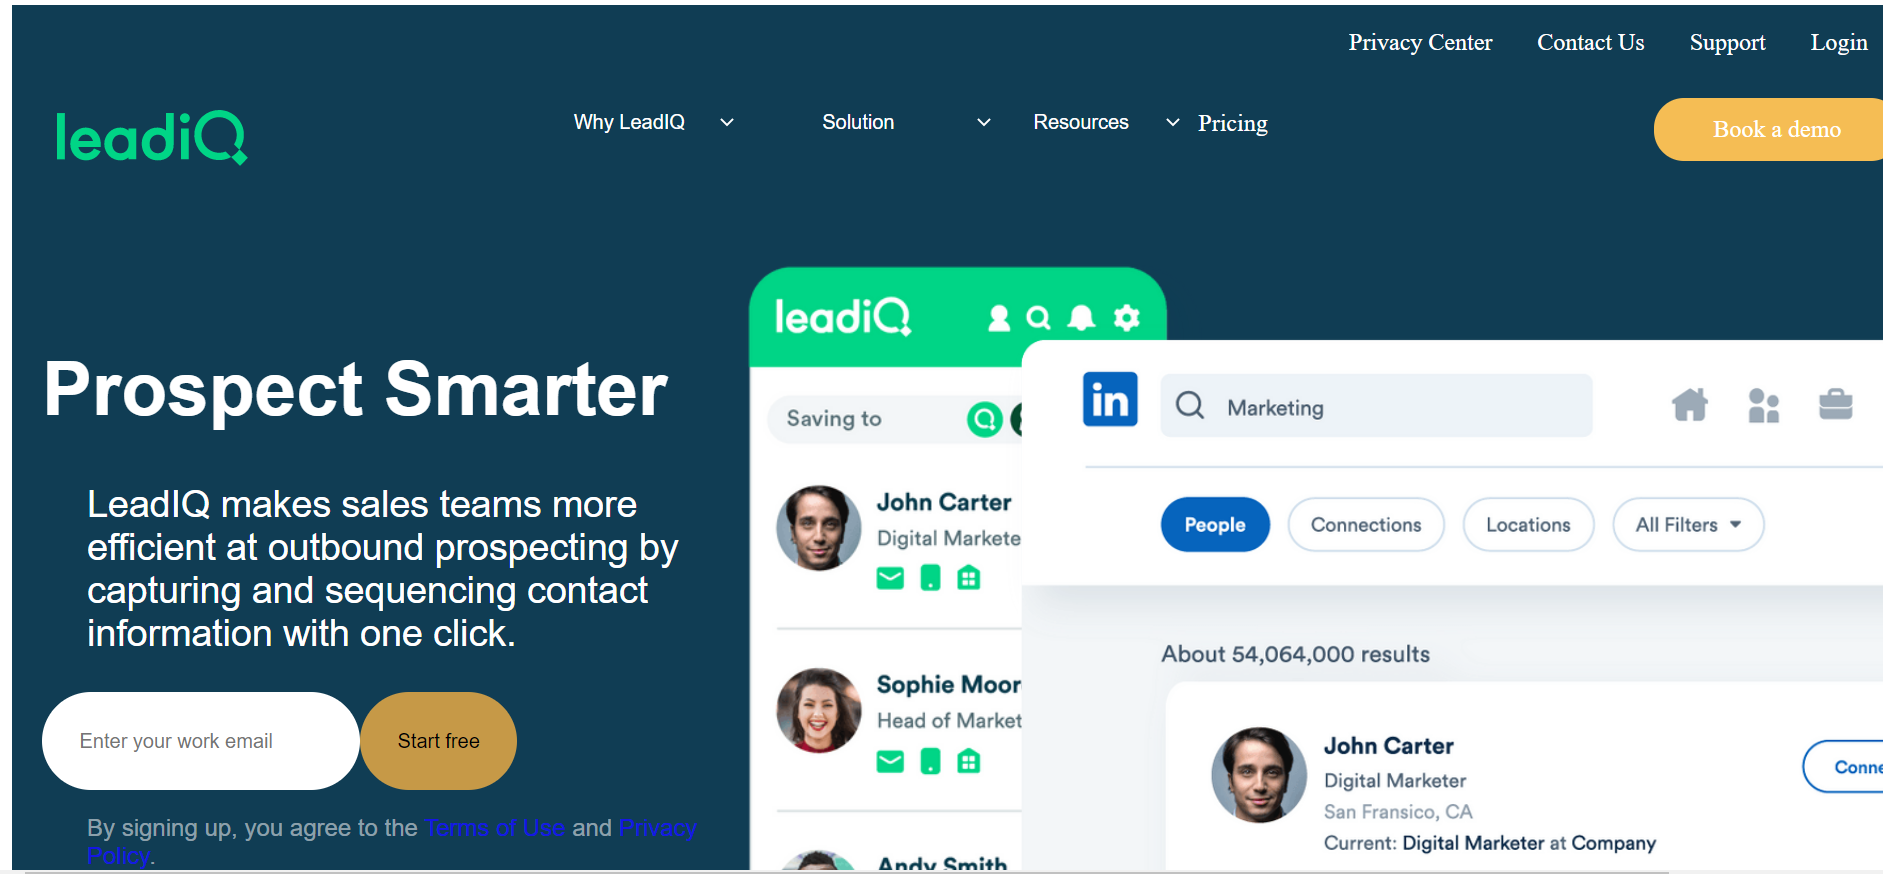 Privacy Center Contact Us Support Login
leadiQ
Why LeadIQ Solution Resources Pricing
Book a demo
Prospect Smarter
LeadIQ makes sales teams more
efficient at outbound prospecting by
capturing and sequencing contact
information with one click.
Enter your work email
Start free
By signing up, you agree to the Terms of Use and Privacy
Policy.
leadiQ
Saving to
John Carter
Digital Markete
Sophie Moor
Head of Market
Andy Smith
in
Marketing
People Connections Locations All Filters
About 54,064,000 results
John Carter
Digital Marketer
San Fransico, CA
Current: Digital Marketer at Company
Conne